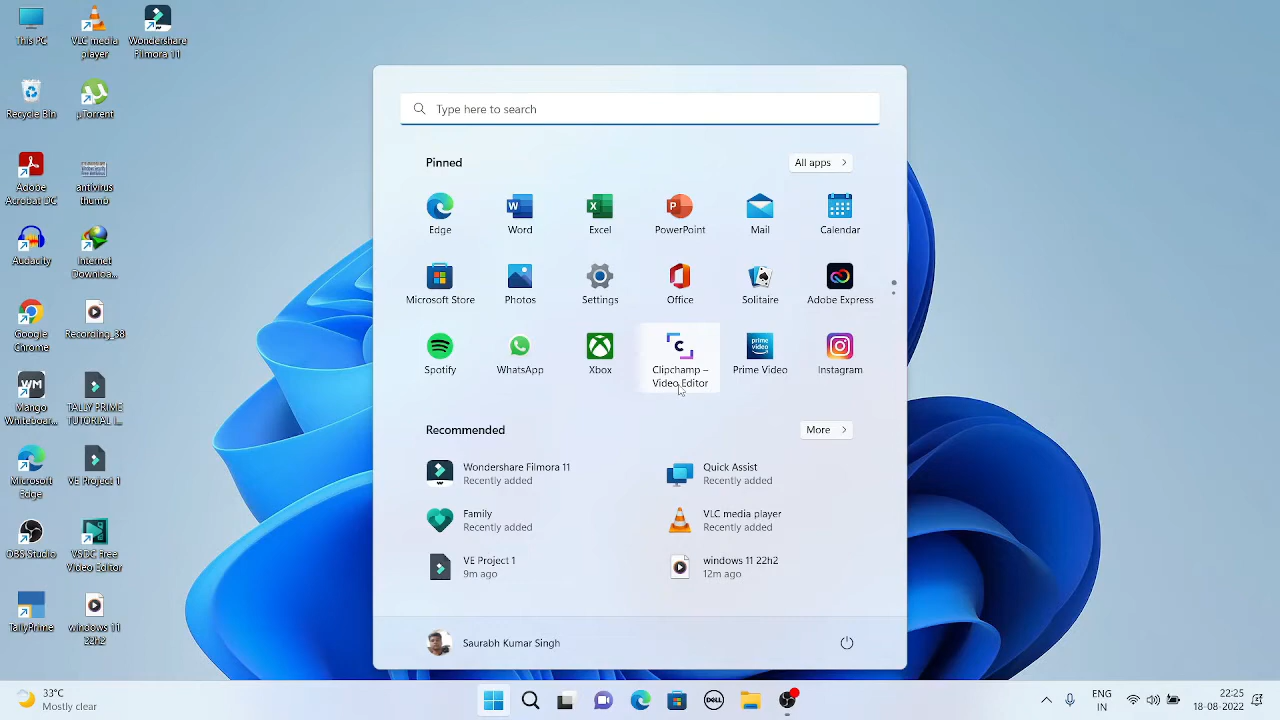 This PC
VLC media
player
Wondershare
Filmora 11
Recycle Bin
µTorrent
Adobe
Acrobat DC
antivirus
thumb
Audacity
Internet
Downloa...
Google
Chrome
Recording_38
Mango
Whiteboar...
TALLY PRIME
TUTORIAL I...
Microsoft
Edge
VE Project 1
OBS Studio
VSDC Free
Video Editor
TallyPrime
windows 11
22h2
Type here to search
Pinned
All apps
Edge
Word
Excel
PowerPoint
Mail
Calendar
Microsoft Store
Photos
Settings
Office
Solitaire
Adobe Express
Spotify
WhatsApp
Xbox
Clipchamp –
Video Editor
prime
video
Prime Video
Instagram
Recommended
More
Wondershare Filmora 11
Recently added
Quick Assist
Recently added
Family
Recently added
VLC media player
Recently added
VE Project 1
9m ago
windows 11 22h2
12m ago
Saurabh Kumar Singh
33°C
Mostly clear
DELL
ENG
IN
22:25
18-08-2022